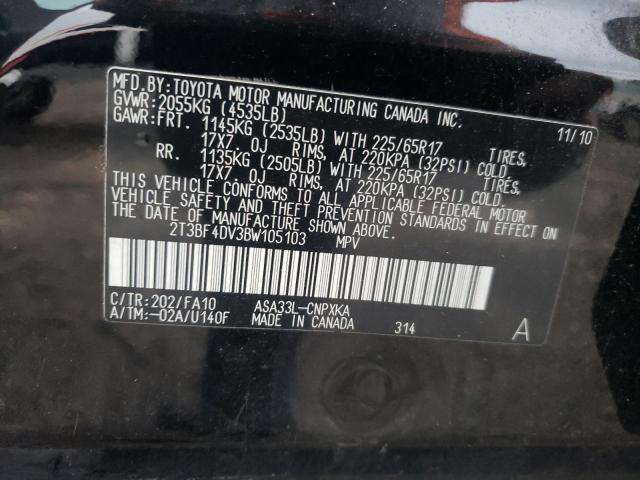 MFD.BY:TOYOTA MOTOR MANUFACTURING CANADA INC.
GVWR:2055KG (4535LB) 11/10
GAWR:FRT. 1145KG (2535LB) WITH 225/65R17 TIRES,
17X7. OJ RIMS, AT 220KPA (32PSI) COLD.
RR. 1135KG (2505LB) WITH 225/65R17 TIRES,
17X7. OJ RIMS, AT 220KPA (32PSI) COLD.
THIS VEHICLE CONFORMS TO ALL APPLICABLE FEDERAL MOTOR
VEHICLE SAFETY AND THEFT PREVENTION STANDARDS IN EFFECT ON
THE DATE OF MANUFACTURE SHOWN ABOVE.
2T3BF4DV3BW105103 MPV
C/TR:202/FA10 ASA33L-CNPXKA
A/TM:-02A/U140F MADE IN CANADA 314 A